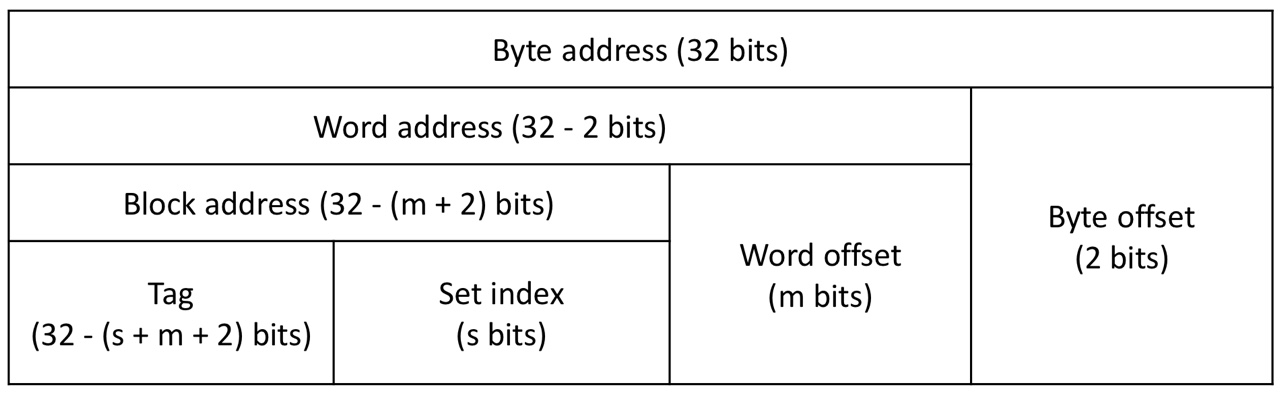 Byte address (32 bits)
Word address (32 - 2 bits)
Block address (32 - (m + 2) bits)
Byte offset
(2 bits)
Word offset
(m bits)
Tag
(32 - (s + m + 2) bits)
Set index
(s bits)